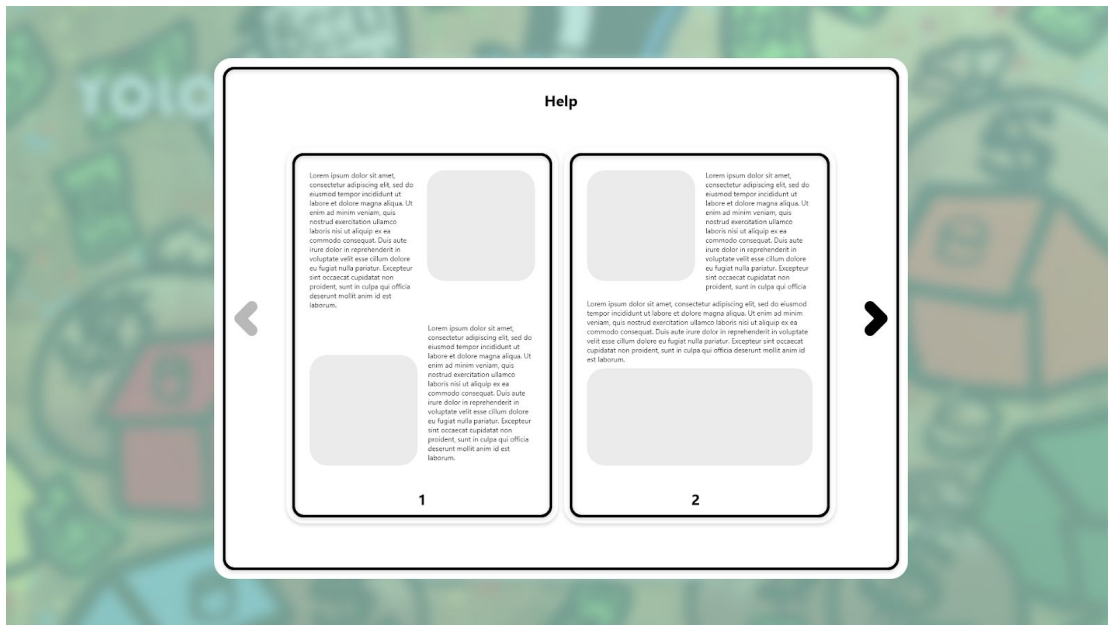 YOlO
Help
Lorem ipsum dolor sit amet,
consectetur adipiscing elit, sed do
eiusmod tempor incididunt ut
labore et dolore magna aliqua. Ut
enim ad minim veniam, quis
nostrud exercitation ullamco
laboris nisi ut aliquip ex ea
commodo consequat. Duis aute
irure dolor in reprehenderit in
voluptate velit esse cillum dolore
eu fugiat nulla pariatur. Excepteur
sint occaecat cupidatat non
proident, sunt in culpa qui officia
deserunt mollit anim id est
laborum.
Lorem ipsum dolor sit amet,
consectetur adipiscing elit, sed do
eiusmod tempor incididunt ut
labore et dolore magna aliqua. Ut
enim ad minim veniam, quis
nostrud exercitation ullamco
laboris nisi ut aliquip ex ea
commodo consequat. Duis aute
irure dolor in reprehenderit in
voluptate velit esse cillum dolore
eu fugiat nulla pariatur. Excepteur
sint occaecat cupidatat non
proident, sunt in culpa qui officia
deserunt mollit anim id est
laborum.
1
Lorem ipsum dolor sit amet,
consectetur adipiscing elit, sed do
eiusmod tempor incididunt ut
labore et dolore magna aliqua. Ut
enim ad minim veniam, quis
nostrud exercitation ullamco
laboris nisi ut aliquip ex ea
commodo consequat. Duis aute
irure dolor in reprehenderit in
voluptate velit esse cillum dolore
eu fugiat nulla pariatur. Excepteur
sint occaecat cupidatat non
proident, sunt in culpa qui officia
Lorem ipsum dolor sit amet, consectetur adipiscing elit, sed do eiusmod
tempor incididunt ut labore et dolore magna aliqua. Ut enim ad minim
veniam, quis nostrud exercitation ullamco laboris nisi ut aliquip ex ea
commodo consequat. Duis aute irure dolor in reprehenderit in voluptate
velit esse cillum dolore eu fugiat nulla pariatur. Excepteur sint occaecat
cupidatat non proident, sunt in culpa qui officia deserunt mollit anim id
est laborum.
2